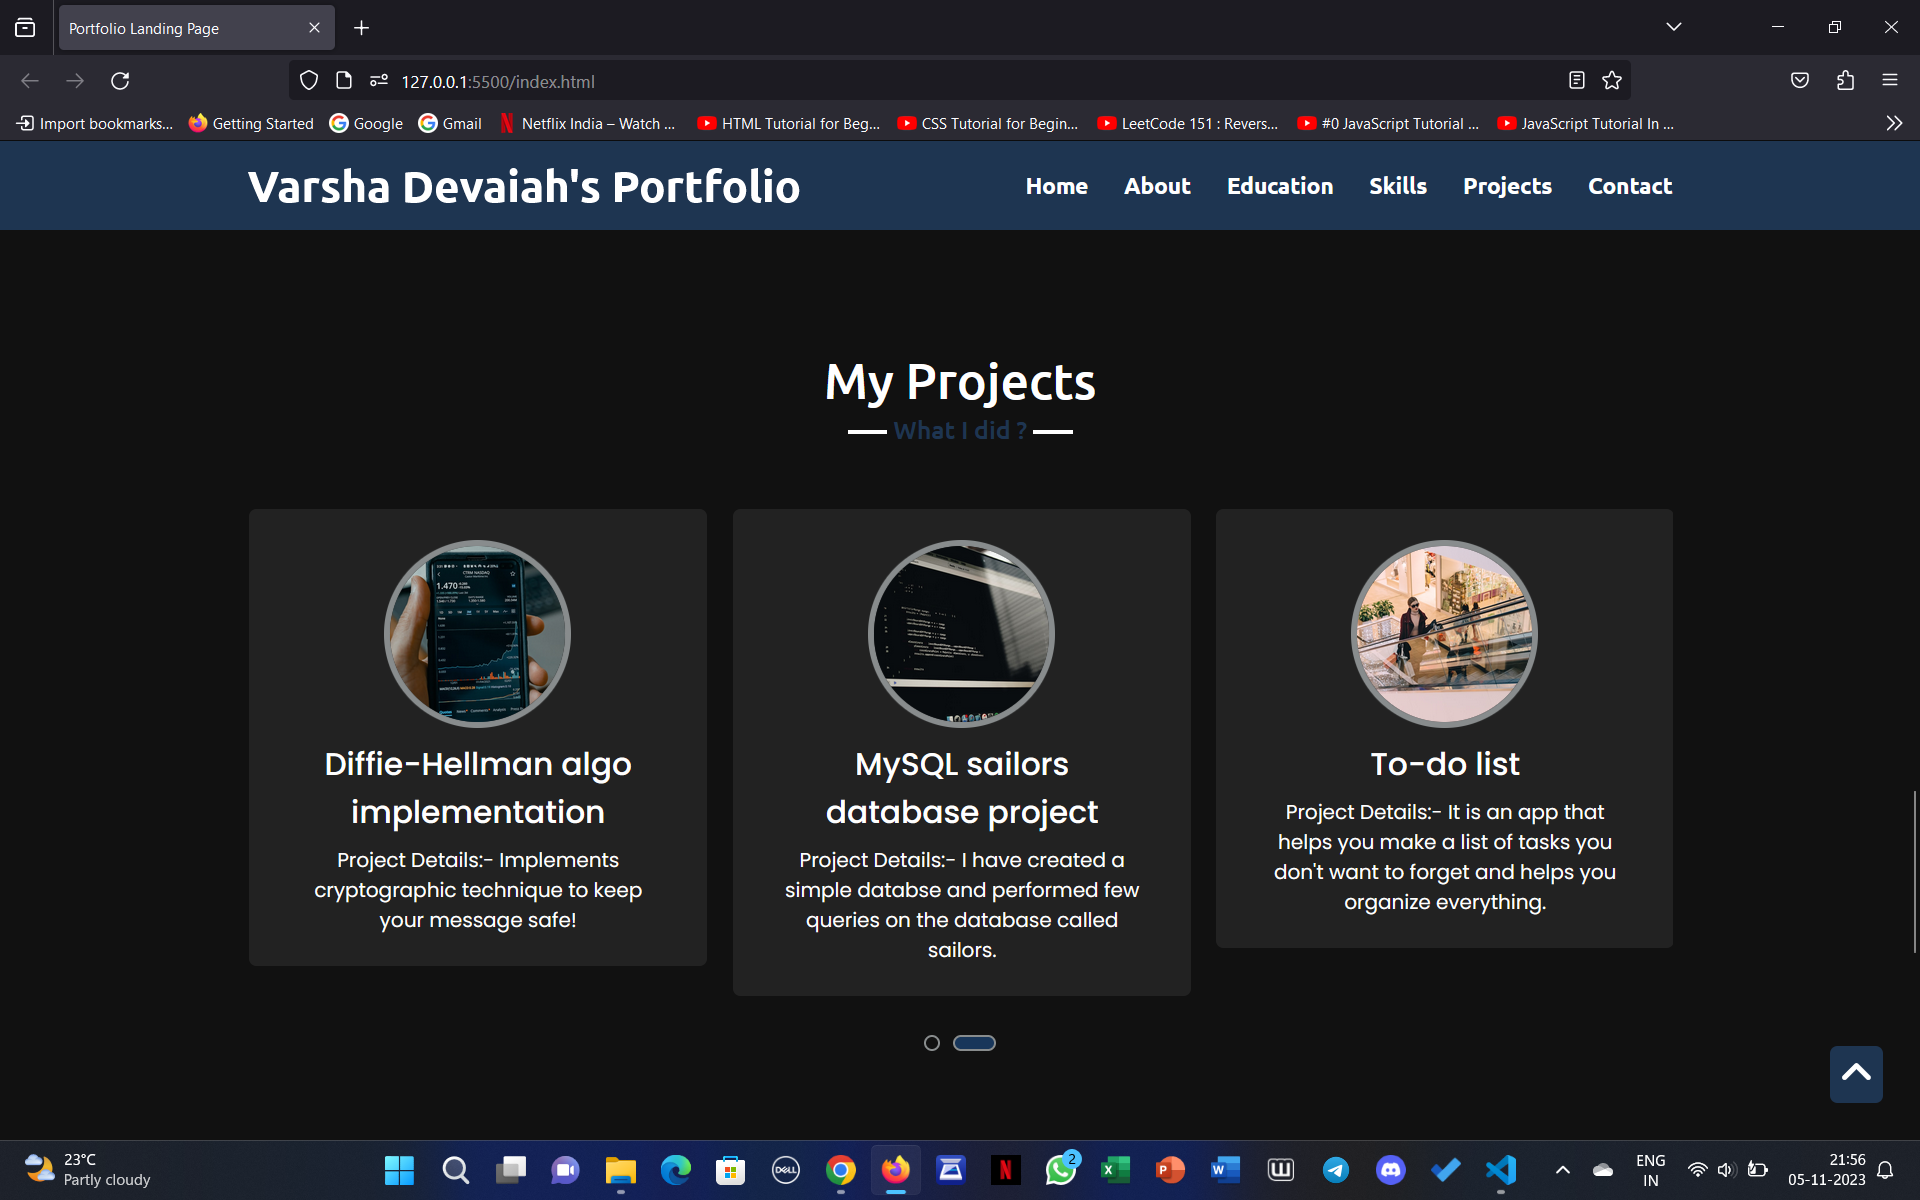 Portfolio Landing Page
127.0.0.1:5500/index.html
Import bookmarks...
Getting Started
Google
Gmail
Netflix India – Watch ...
HTML Tutorial for Beg...
CSS Tutorial for Begin...
LeetCode 151 : Revers...
#0 JavaScript Tutorial ...
JavaScript Tutorial In ...
Varsha Devaiah's Portfolio
Home
About
Education
Skills
Projects
Contact
My Projects
What I did ?
1.470
Diffie-Hellman algo
implementation
Project Details:- Implements
cryptographic technique to keep
your message safe!
MySQL sailors
database project
Project Details:- I have created a
simple databse and performed few
queries on the database called
sailors.
To-do list
Project Details:- It is an app that
helps you make a list of tasks you
don't want to forget and helps you
organize everything.
23°C
Partly cloudy
DELL
N
2
ENG
IN
21:56
05-11-2023